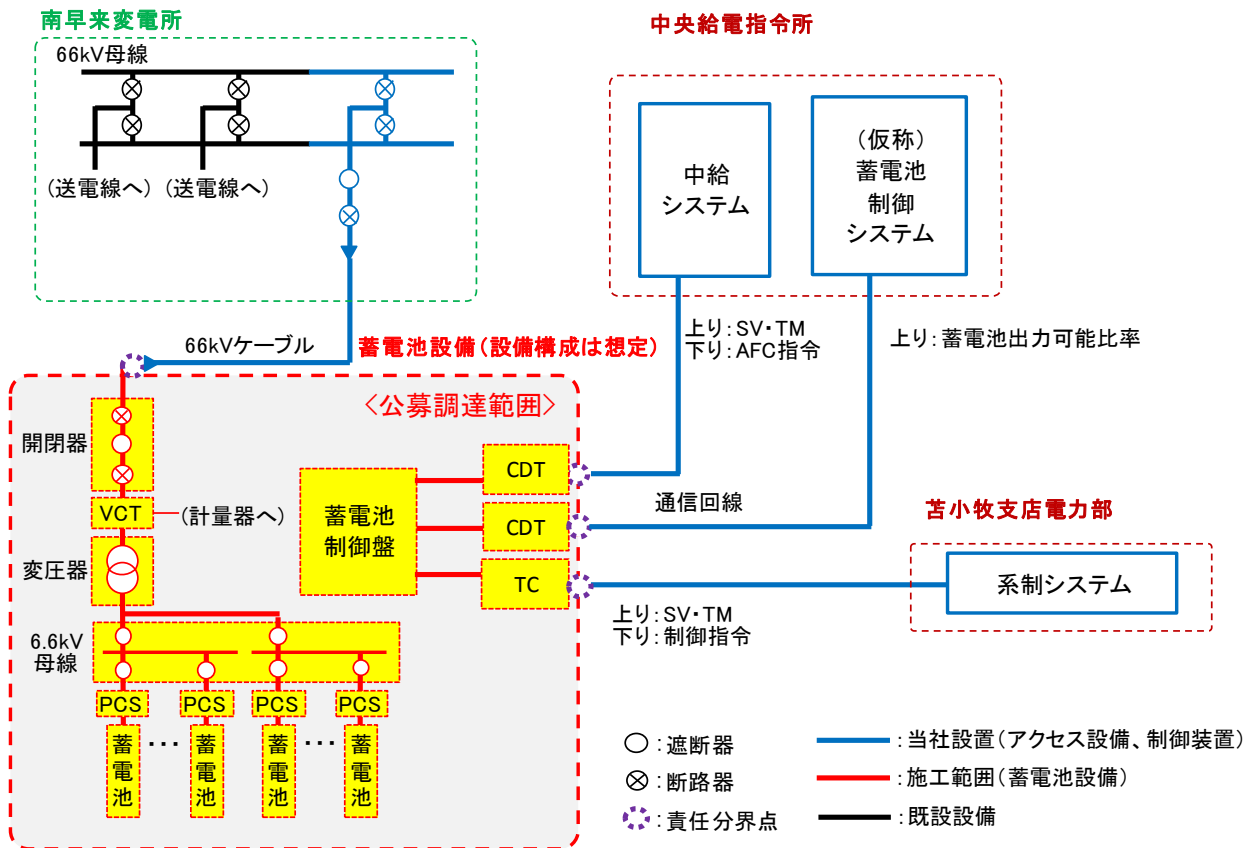 南早来変電所
66kV母線
(送電線へ)
(送電線へ)
中央給電指令所
中給
システム
(仮称)
蓄電池
制御
システム
上り:SV・TM
下り:AFC指令
上り:蓄電池出力可能比率
66kVケーブル
蓄電池設備(設備構成は想定)
<公募調達範囲>
開閉器
VCT
(計量器へ)
変圧器
6.6kV
母線
蓄電池
制御盤
CDT
CDT
TC
通信回線
苫小牧支店電力部
系制システム
上り:SV・TM
下り:制御指令
PCS
PCS
PCS
PCS
蓄電池
・・・
蓄電池
蓄電池
・・・
蓄電池
:遮断器
:断路器
:責任分界点
:当社設置(アクセス設備、制御装置)
:施工範囲(蓄電池設備)
:既設設備